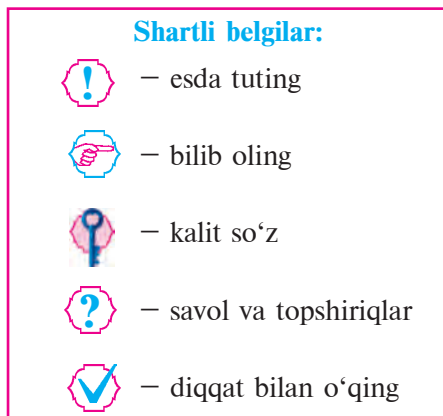 Shartli belgilar:
! – esda tuting
– bilib oling
– kalit so‘z
? – savol va topshiriqlar
– diqqat bilan o‘qing